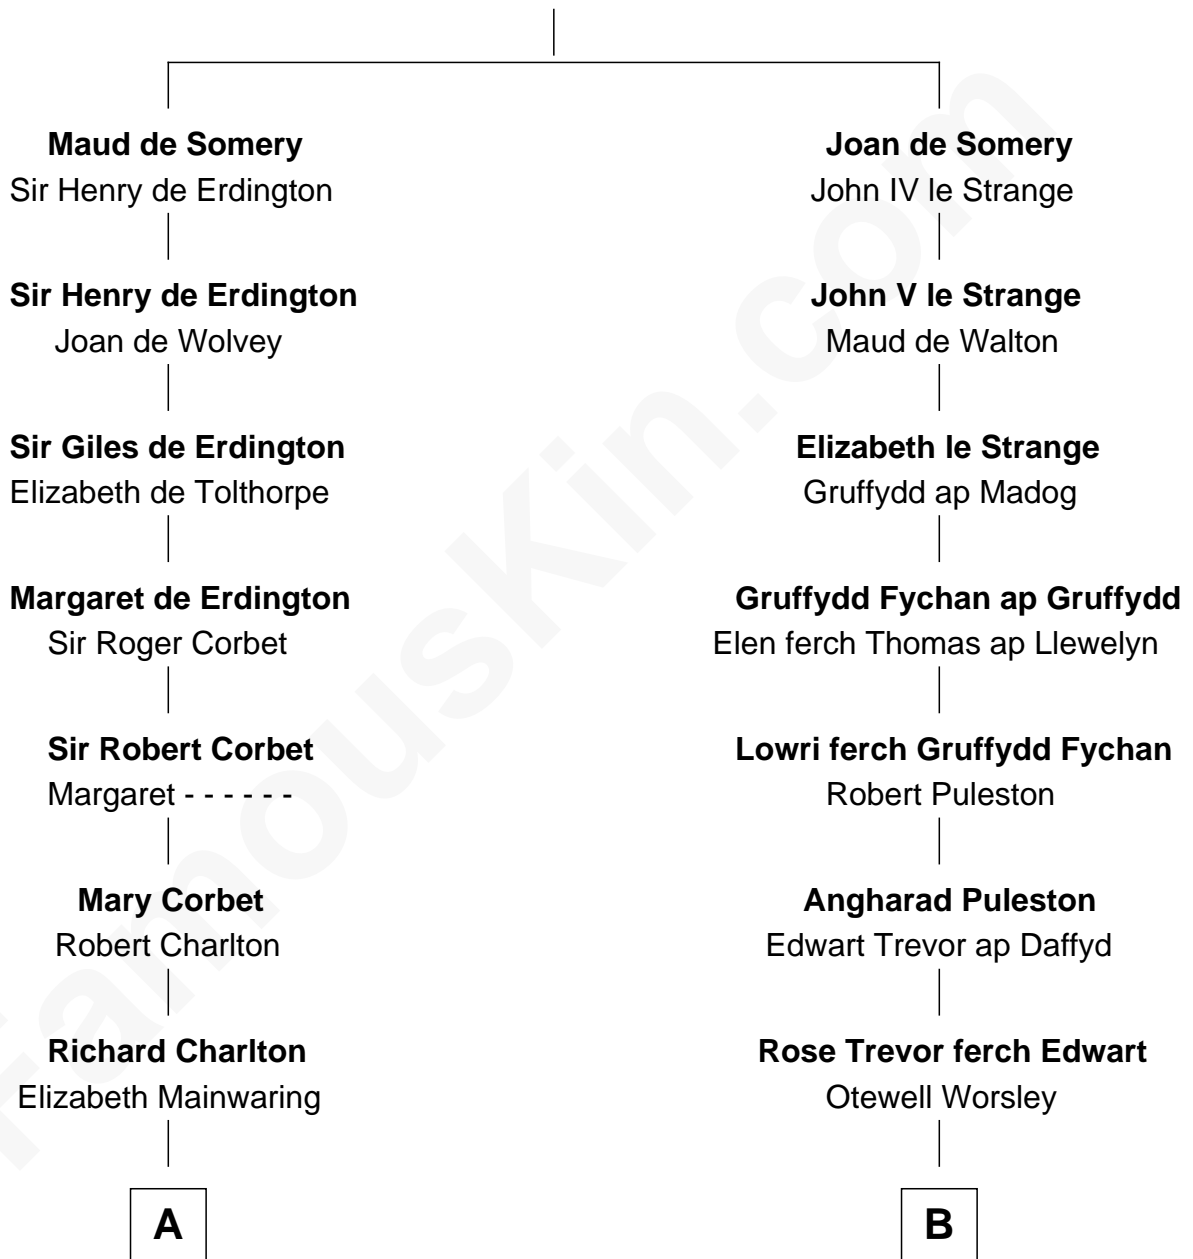 Maud de Somery
Sir Henry de Erdington
Sir Henry de Erdington
Joan de Wolvey
Sir Giles de Erdington
Elizabeth de Tolthorpe
Margaret de Erdington
Sir Roger Corbet
Sir Robert Corbet
Margaret - - - - - -
Mary Corbet
Robert Charlton
Richard Charlton
Elizabeth Mainwaring
A
Joan de Somery
John IV le Strange
John V le Strange
Maud de Walton
Elizabeth le Strange
Gruffydd ap Madog
Gruffydd Fychan ap Gruffydd
Elen ferch Thomas ap Llewelyn
Lowri ferch Gruffydd Fychan
Robert Puleston
Angharad Puleston
Edwart Trevor ap Daffyd
Rose Trevor ferch Edwart
Otewell Worsley
B
FamousKin.com